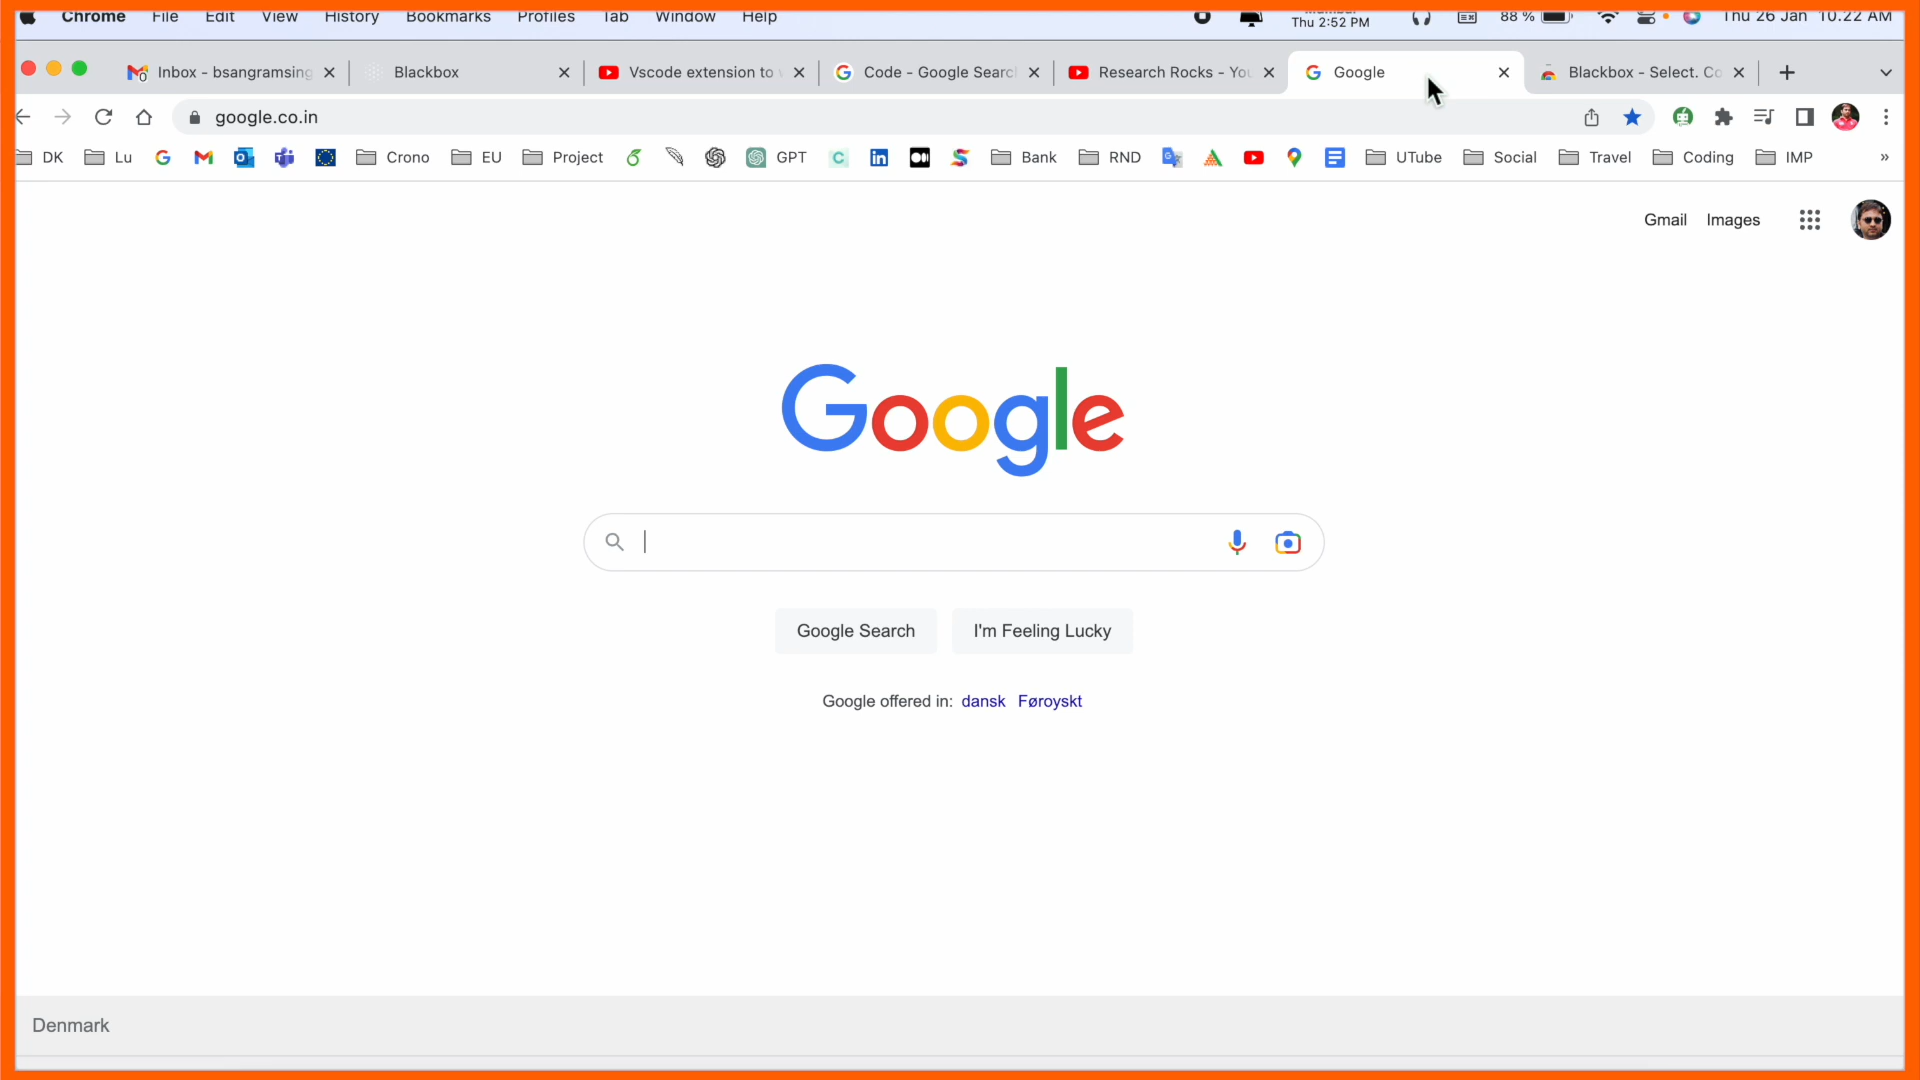 Chrome File Edit View History Bookmarks Profiles Tab Window Help
Thu 2:52 PM 88 % Thu 26 Jan 10.22 AM
Inbox - bsangramsing Blackbox Vscode extension to Code - Google Searc Research Rocks - You Google Blackbox - Select. Co
google.co.in
DK Lu Crono EU Project GPT Bank RND UTube Social Travel Coding IMP »
Gmail Images
Google
Google Search I'm Feeling Lucky
Google offered in: dansk Føroyskt
Denmark